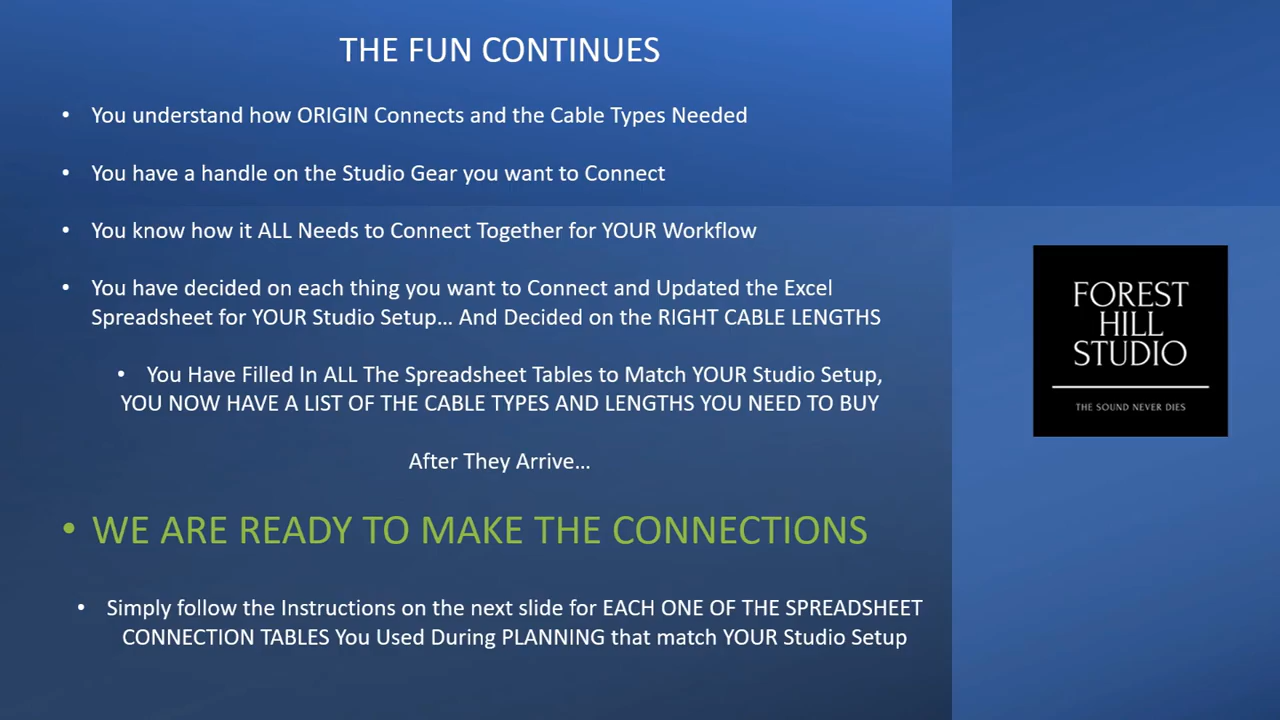 THE FUN CONTINUES
• You understand how ORIGIN Connects and the Cable Types Needed
• You have a handle on the Studio Gear you want to Connect
• You know how it ALL Needs to Connect Together for YOUR Workflow
• You have decided on each thing you want to Connect and Updated the Excel
Spreadsheet for YOUR Studio Setup... And Decided on the RIGHT CABLE LENGTHS
• You Have Filled In ALL The Spreadsheet Tables to Match YOUR Studio Setup,
YOU NOW HAVE A LIST OF THE CABLE TYPES AND LENGTHS YOU NEED TO BUY
After They Arrive...
• WE ARE READY TO MAKE THE CONNECTIONS
• Simply follow the Instructions on the next slide for EACH ONE OF THE SPREADSHEET
CONNECTION TABLES You Used During PLANNING that match YOUR Studio Setup
FOREST
HILL
STUDIO
THE SOUND NEVER DIES